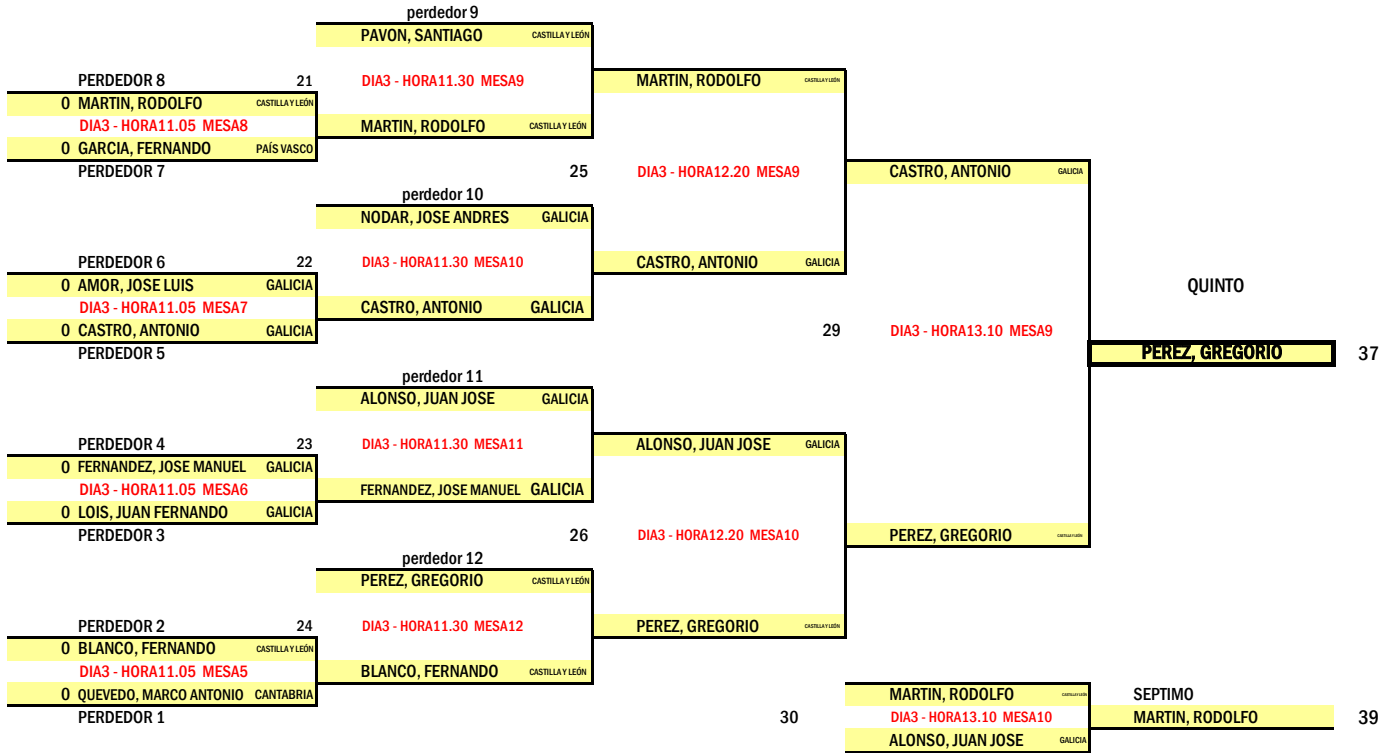 perdedor 9
PAVON, SANTIAGO CASTILLA Y LEÓN
PERDEDOR 8 21 DIA3 - HORA11.30 MESA9 MARTIN, RODOLFO CASTILLA Y LEÓN
0 MARTIN, RODOLFO CASTILLA Y LEÓN
DIA3 - HORA11.05 MESA8 MARTIN, RODOLFO CASTILLA Y LEÓN
0 GARCIA, FERNANDO PAÍS VASCO
PERDEDOR 7 25 DIA3 - HORA12.20 MESA9 CASTRO, ANTONIO GALICIA
perdedor 10
NODAR, JOSE ANDRES GALICIA
PERDEDOR 6 22 DIA3 - HORA11.30 MESA10 CASTRO, ANTONIO GALICIA
0 AMOR, JOSE LUIS GALICIA QUINTO
DIA3 - HORA11.05 MESA7 CASTRO, ANTONIO GALICIA
0 CASTRO, ANTONIO GALICIA 29 DIA3 - HORA13.10 MESA9
PERDEDOR 5 PEREZ, GREGORIO 37
perdedor 11
ALONSO, JUAN JOSE GALICIA
PERDEDOR 4 23 DIA3 - HORA11.30 MESA11 ALONSO, JUAN JOSE GALICIA
0 FERNANDEZ, JOSE MANUEL GALICIA
DIA3 - HORA11.05 MESA6 FERNANDEZ, JOSE MANUEL GALICIA
0 LOIS, JUAN FERNANDO GALICIA
PERDEDOR 3 26 DIA3 - HORA12.20 MESA10 PEREZ, GREGORIO CASTILLA Y LEÓN
perdedor 12
PEREZ, GREGORIO CASTILLA Y LEÓN
PERDEDOR 2 24 DIA3 - HORA11.30 MESA12 PEREZ, GREGORIO CASTILLA Y LEÓN
0 BLANCO, FERNANDO CASTILLA Y LEÓN
DIA3 - HORA11.05 MESA5 BLANCO, FERNANDO CASTILLA Y LEÓN
0 QUEVEDO, MARCO ANTONIO CANTABRIA MARTIN, RODOLFO CASTILLA Y LEÓN SEPTIMO
PERDEDOR 1 30 DIA3 - HORA13.10 MESA10 MARTIN, RODOLFO 39
ALONSO, JUAN JOSE GALICIA